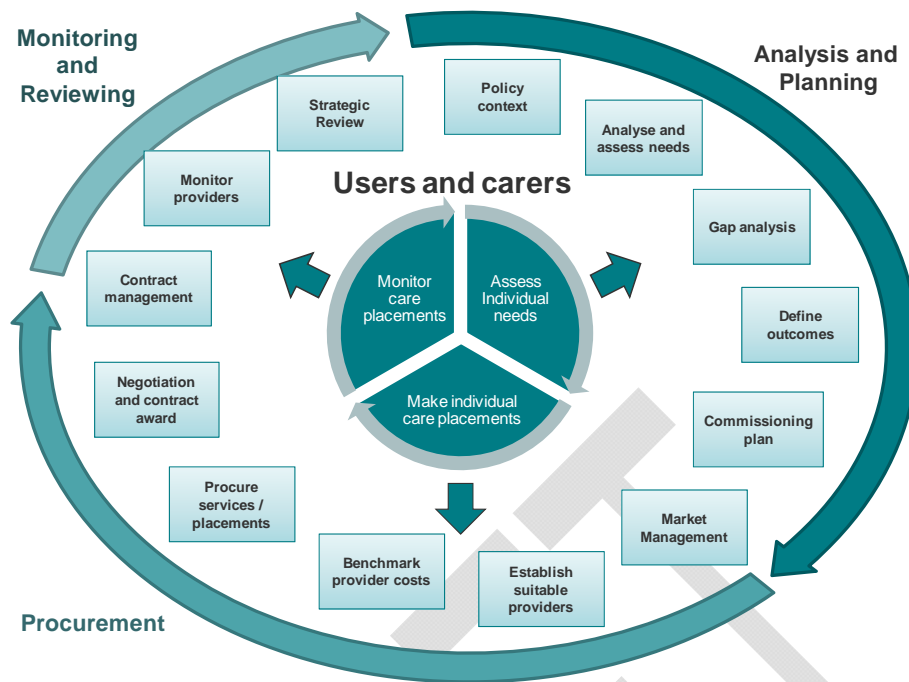 Monitoring
and
Reviewing
Analysis and
Planning
Policy
context
Strategic
Review
Analyse and
assess needs
Monitor
providers
Users and carers
Gap analysis
Contract
management
Monitor
care
placements
Assess
Individual
needs
Define
outcomes
Negotiation
and contract
award
Make individual
care placements
Commissioning
plan
Procure
services /
placements
Market
Management
Benchmark
provider costs
Establish
suitable
providers
Procurement